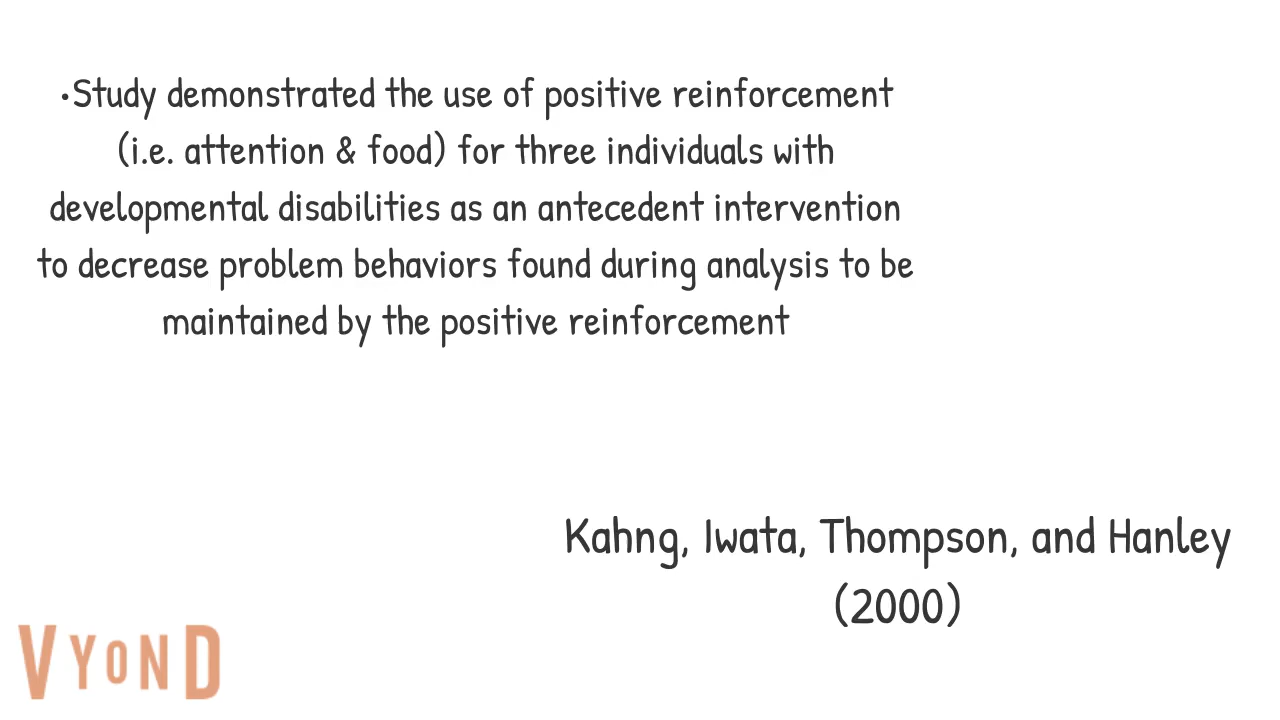 •Study demonstrated the use of positive reinforcement
(i.e. attention & food) for three individuals with
developmental disabilities as an antecedent intervention
to decrease problem behaviors found during analysis to be
maintained by the positive reinforcement
Kahng, Iwata, Thompson, and Hanley
(2000)
VYOND